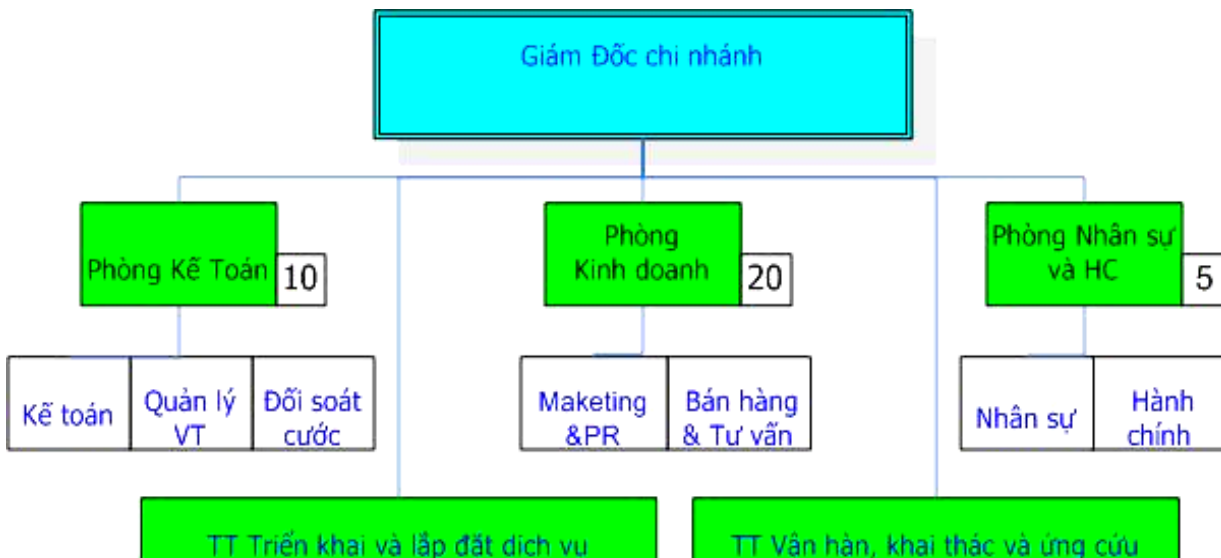 Giám Đốc chi nhánh
Phòng Kế Toán
10
Phòng
Kinh doanh
20
Phòng Nhân sự
và HC
5
Kế toán
Quản lý
VT
Đối soát
cước
Maketing
&PR
Bán hàng
& Tư vấn
Nhân sự
Hành
chính
TT Triển khai và lắp đặt dịch vụ
TT Vận hàn, khai thác và ứng cứu